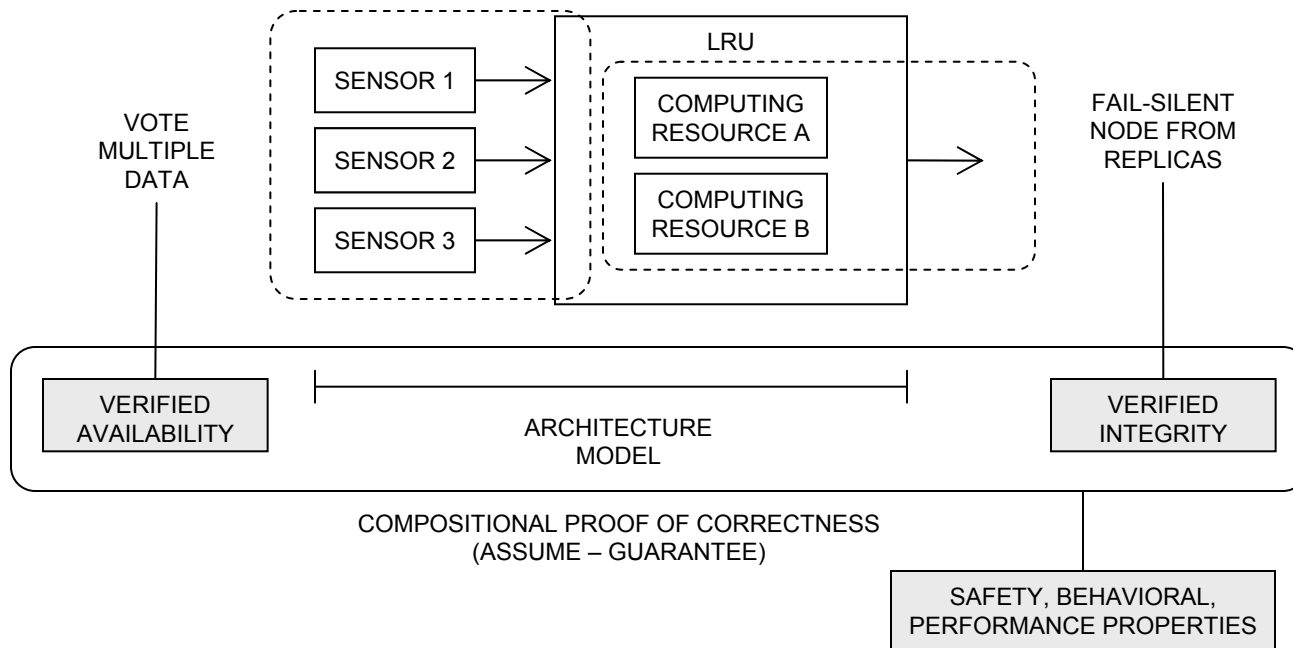 LRU
SENSOR 1
SENSOR 2
SENSOR 3
COMPUTING
RESOURCE A
COMPUTING
RESOURCE B
VOTE
MULTIPLE
DATA
FAIL-SILENT
NODE FROM
REPLICAS
VERIFIED
AVAILABILITY
ARCHITECTURE
MODEL
VERIFIED
INTEGRITY
COMPOSITIONAL PROOF OF CORRECTNESS
(ASSUME – GUARANTEE)
SAFETY, BEHAVIORAL,
PERFORMANCE PROPERTIES